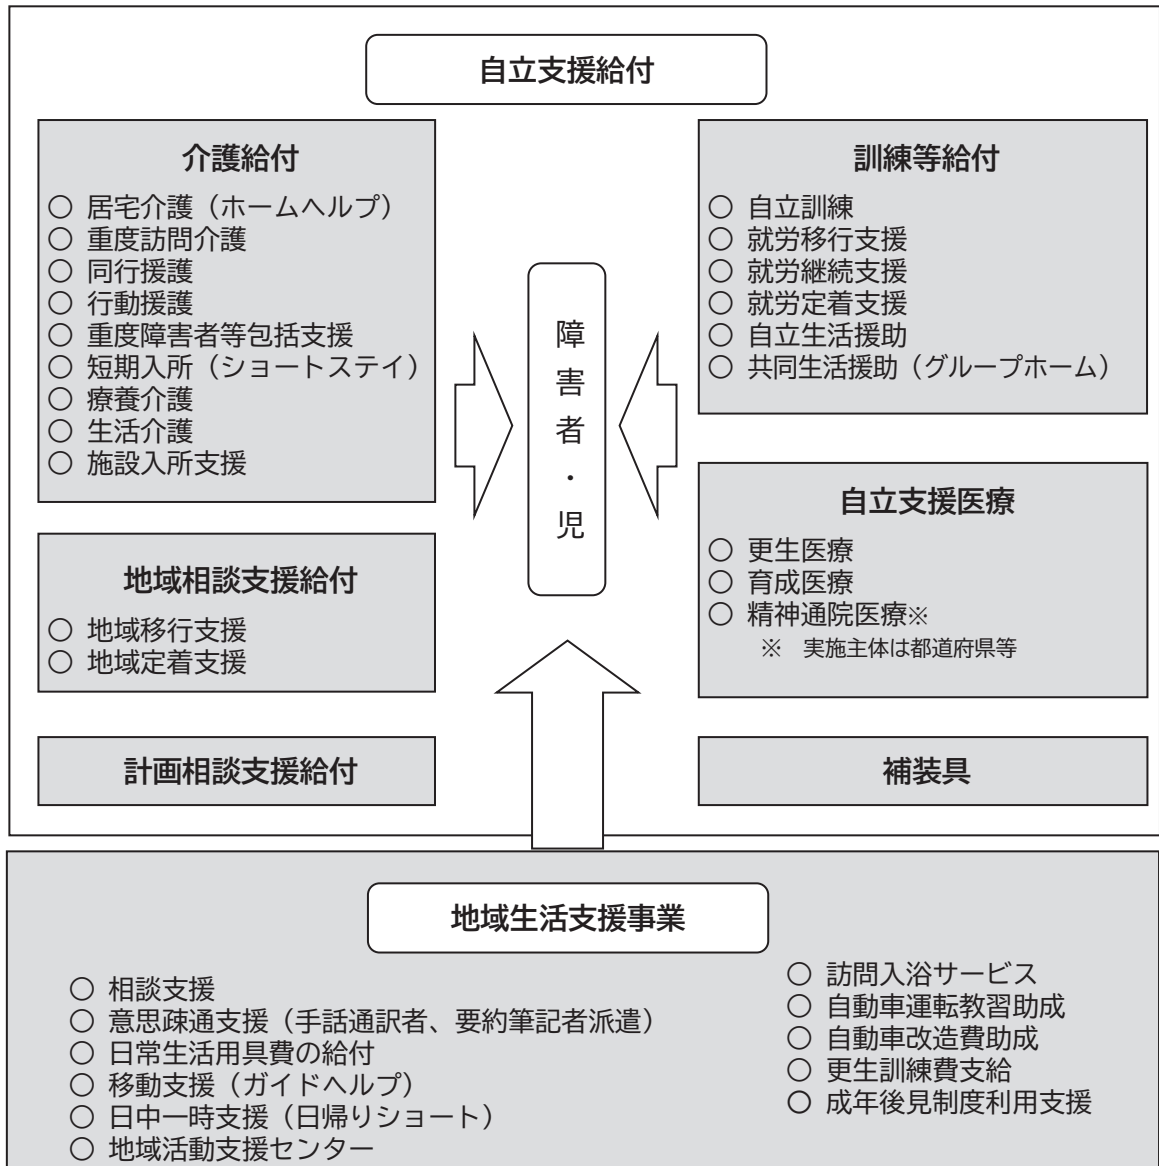 自立支援給付
介護給付
○ 居宅介護（ホームヘルプ）
○ 重度訪問介護
○ 同行援護
○ 行動援護
○ 重度障害者等包括支援
○ 短期入所（ショートステイ）
○ 療養介護
○ 生活介護
○ 施設入所支援
地域相談支援給付
○ 地域移行支援
○ 地域定着支援
計画相談支援給付
障害者・児
訓練等給付
○ 自立訓練
○ 就労移行支援
○ 就労継続支援
○ 就労定着支援
○ 自立生活援助
○ 共同生活援助（グループホーム）
自立支援医療
○ 更生医療
○ 育成医療
○ 精神通院医療※
※ 実施主体は都道府県等
補装具
地域生活支援事業
○ 相談支援
○ 意思疎通支援（手話通訳者、要約筆記者派遣）
○ 日常生活用具費の給付
○ 移動支援（ガイドヘルプ）
○ 日中一時支援（日帰りショート）
○ 地域活動支援センター
○ 訪問入浴サービス
○ 自動車運転教習助成
○ 自動車改造費助成
○ 更生訓練費支給
○ 成年後見制度利用支援